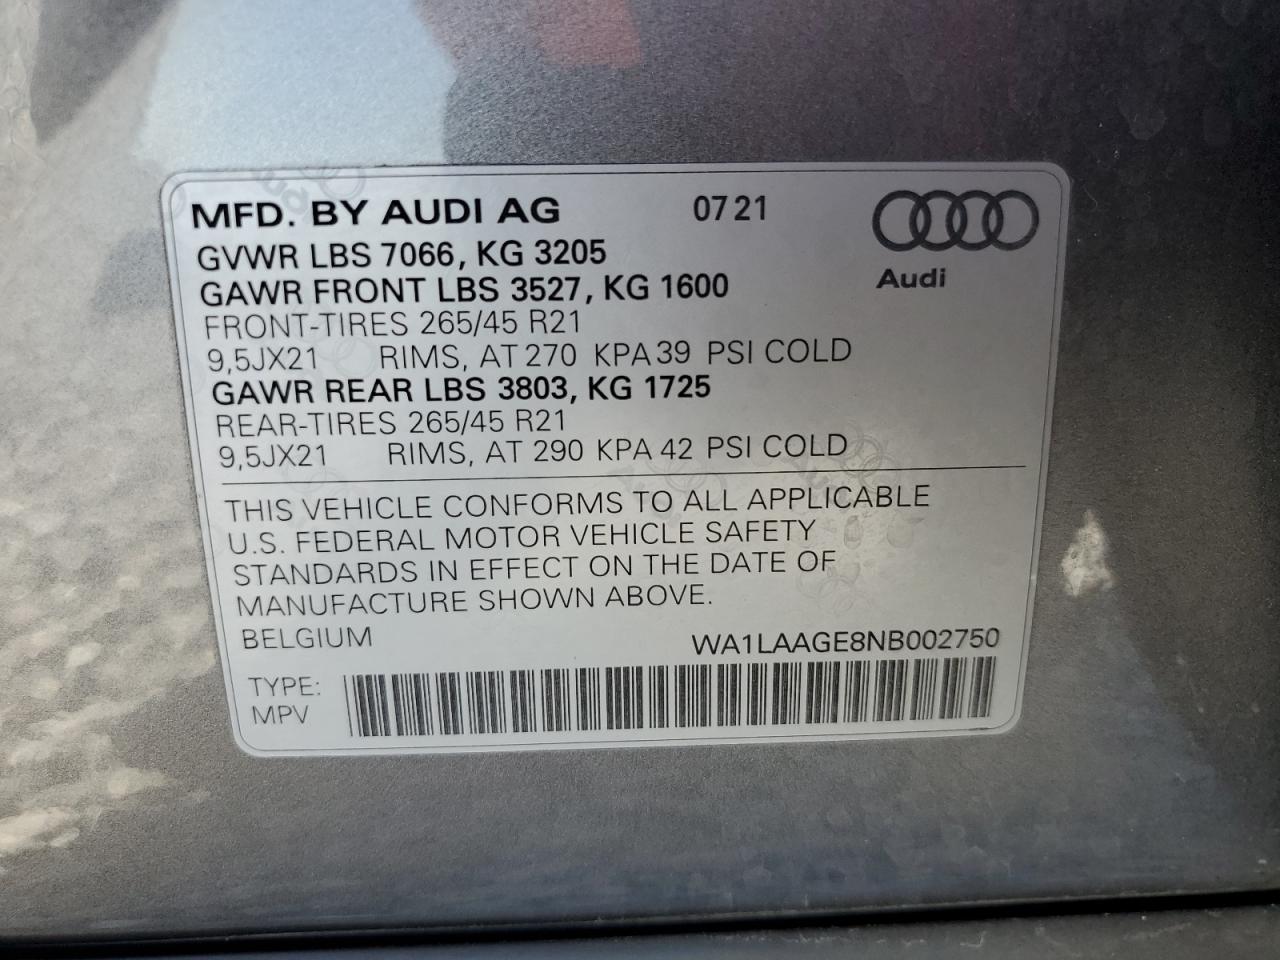 MFD. BY AUDI AG 07 21
Audi
GVWR LBS 7066, KG 3205
GAWR FRONT LBS 3527, KG 1600
FRONT-TIRES 265/45 R21
9,5JX21 RIMS, AT 270 KPA 39 PSI COLD
GAWR REAR LBS 3803, KG 1725
REAR-TIRES 265/45 R21
9,5JX21 RIMS, AT 290 KPA 42 PSI COLD
THIS VEHICLE CONFORMS TO ALL APPLICABLE
U.S. FEDERAL MOTOR VEHICLE SAFETY
STANDARDS IN EFFECT ON THE DATE OF
MANUFACTURE SHOWN ABOVE.
BELGIUM WA1LAAGE8NB002750
TYPE:
MPV